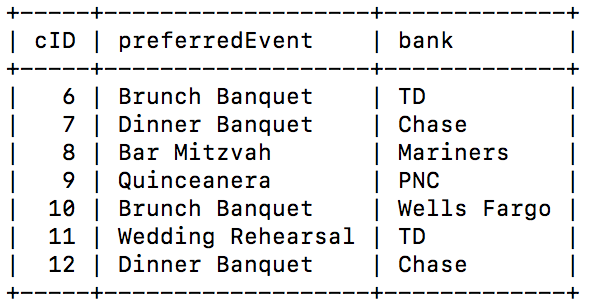 +-----+-------------------+-------------+
| cID | preferredEvent    | bank        |
+-----+-------------------+-------------+
|   6 | Brunch Banquet    | TD          |
|   7 | Dinner Banquet    | Chase       |
|   8 | Bar Mitzvah       | Mariners    |
|   9 | Quinceanera       | PNC         |
|  10 | Brunch Banquet    | Wells Fargo |
|  11 | Wedding Rehearsal | TD          |
|  12 | Dinner Banquet    | Chase       |
+-----+-------------------+-------------+